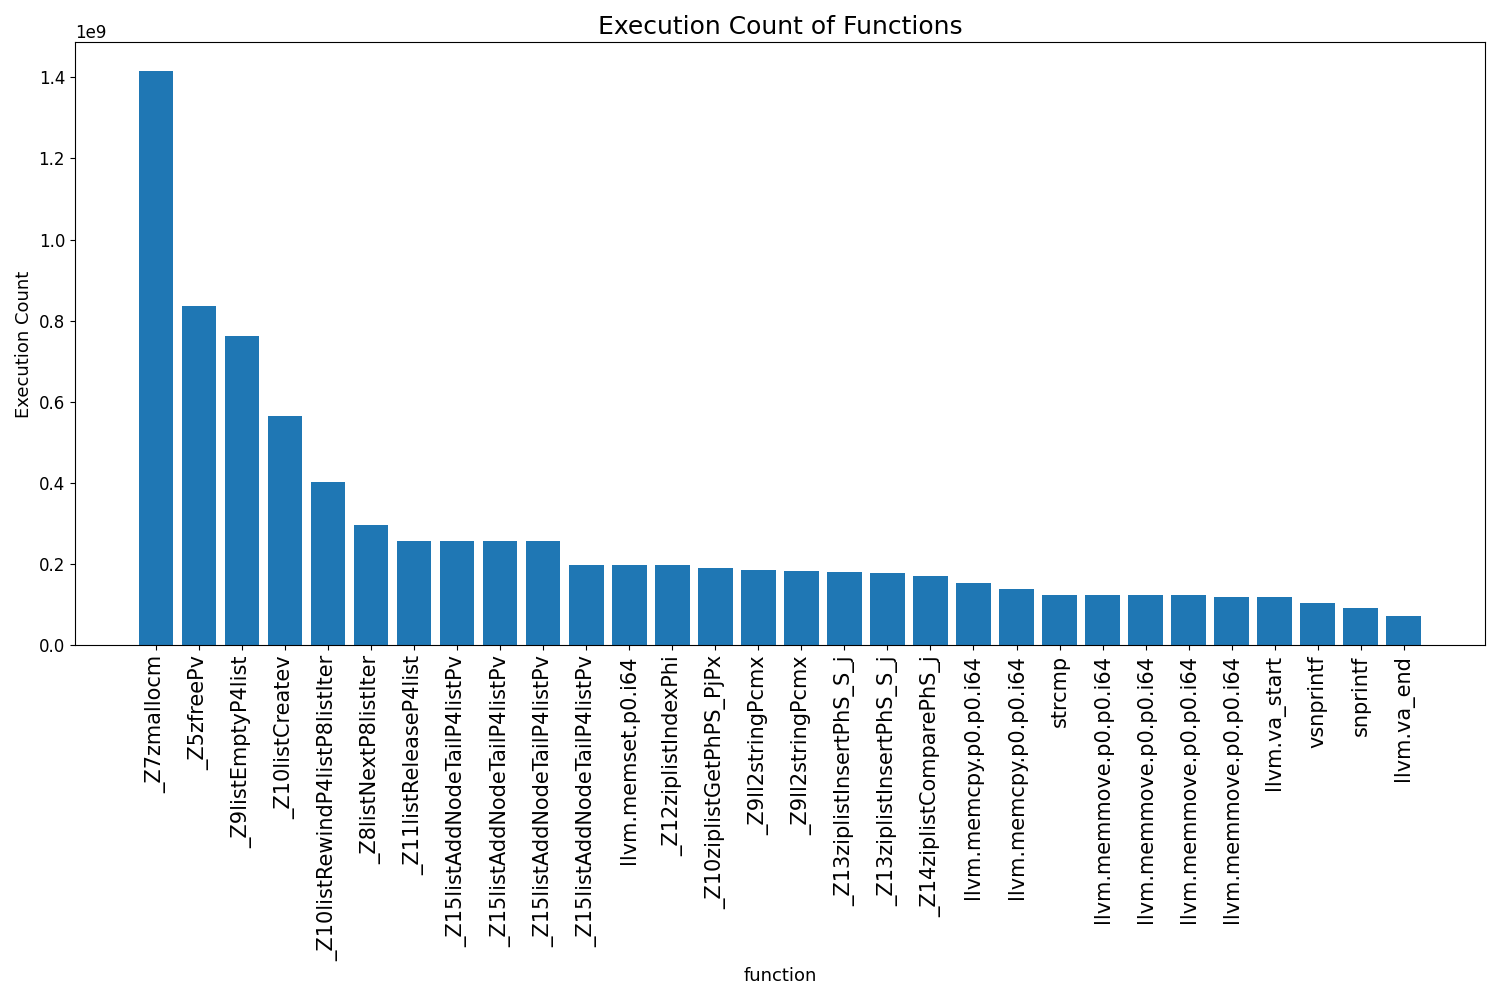 Execution Count of Functions
1e9
1.4
1.2
1.0
0.8
0.6
0.4
0.2
0.0
Execution Count
_Z7zmallocm
_Z5zfreePv
_Z9listEmptyP4list
_Z10listCreatev
_Z10listRewindP4listP8listIter
_Z8listNextP8listIter
_Z11listReleaseP4list
_Z15listAddNodeTailP4listPv
_Z15listAddNodeTailP4listPv
_Z15listAddNodeTailP4listPv
_Z15listAddNodeTailP4listPv
llvm.memset.p0.i64
_Z12ziplistIndexPhi
_Z10ziplistGetPhPS_PjPx
_Z9ll2stringPcmx
_Z9ll2stringPcmx
_Z13ziplistInsertPhS_S_j
_Z13ziplistInsertPhS_S_j
_Z14ziplistComparePhS_j
llvm.memcpy.p0.p0.i64
llvm.memcpy.p0.p0.i64
strcmp
llvm.memmove.p0.p0.i64
llvm.memmove.p0.p0.i64
llvm.memmove.p0.p0.i64
llvm.memmove.p0.p0.i64
llvm.va_start
vsnprintf
snprintf
llvm.va_end
function